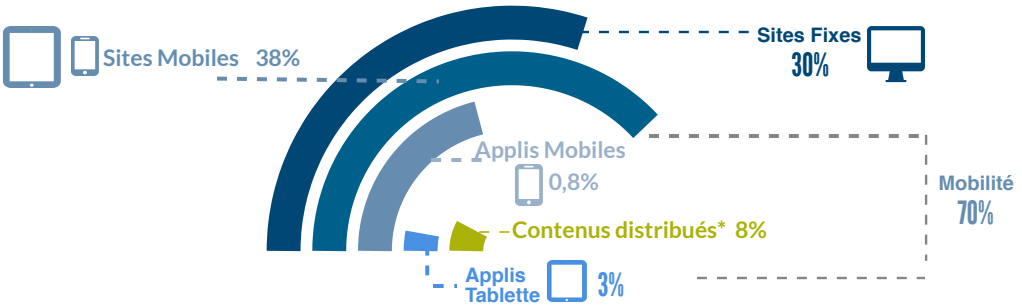 Sites Fixes
30%
Sites Mobiles 38%
Applis Mobiles
0,8%
Mobilité
70%
Contenus distribués* 8%
Applis
Tablette 3%